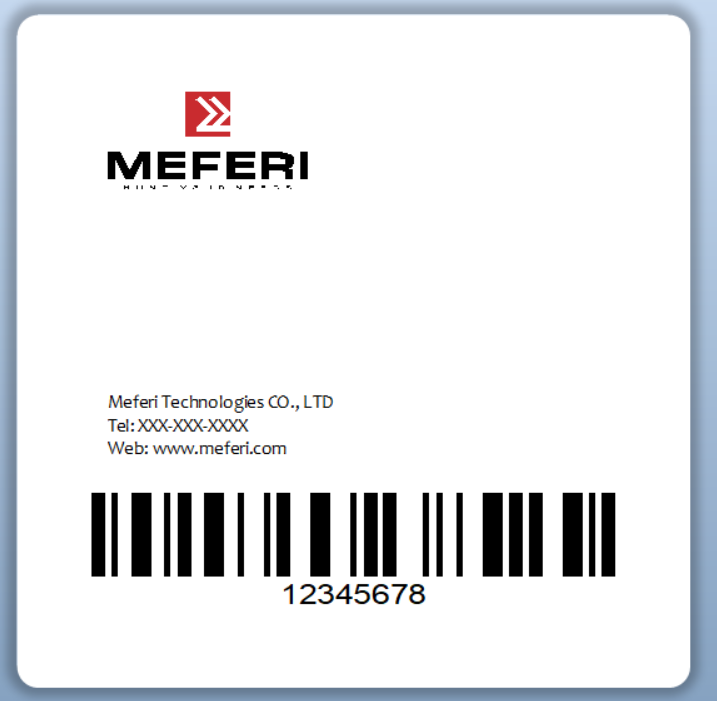 MEFERI
Meferi Technologies CO., LTD
Tel: XXX-XXX-XXXX
Web: www.meferi.com
12345678